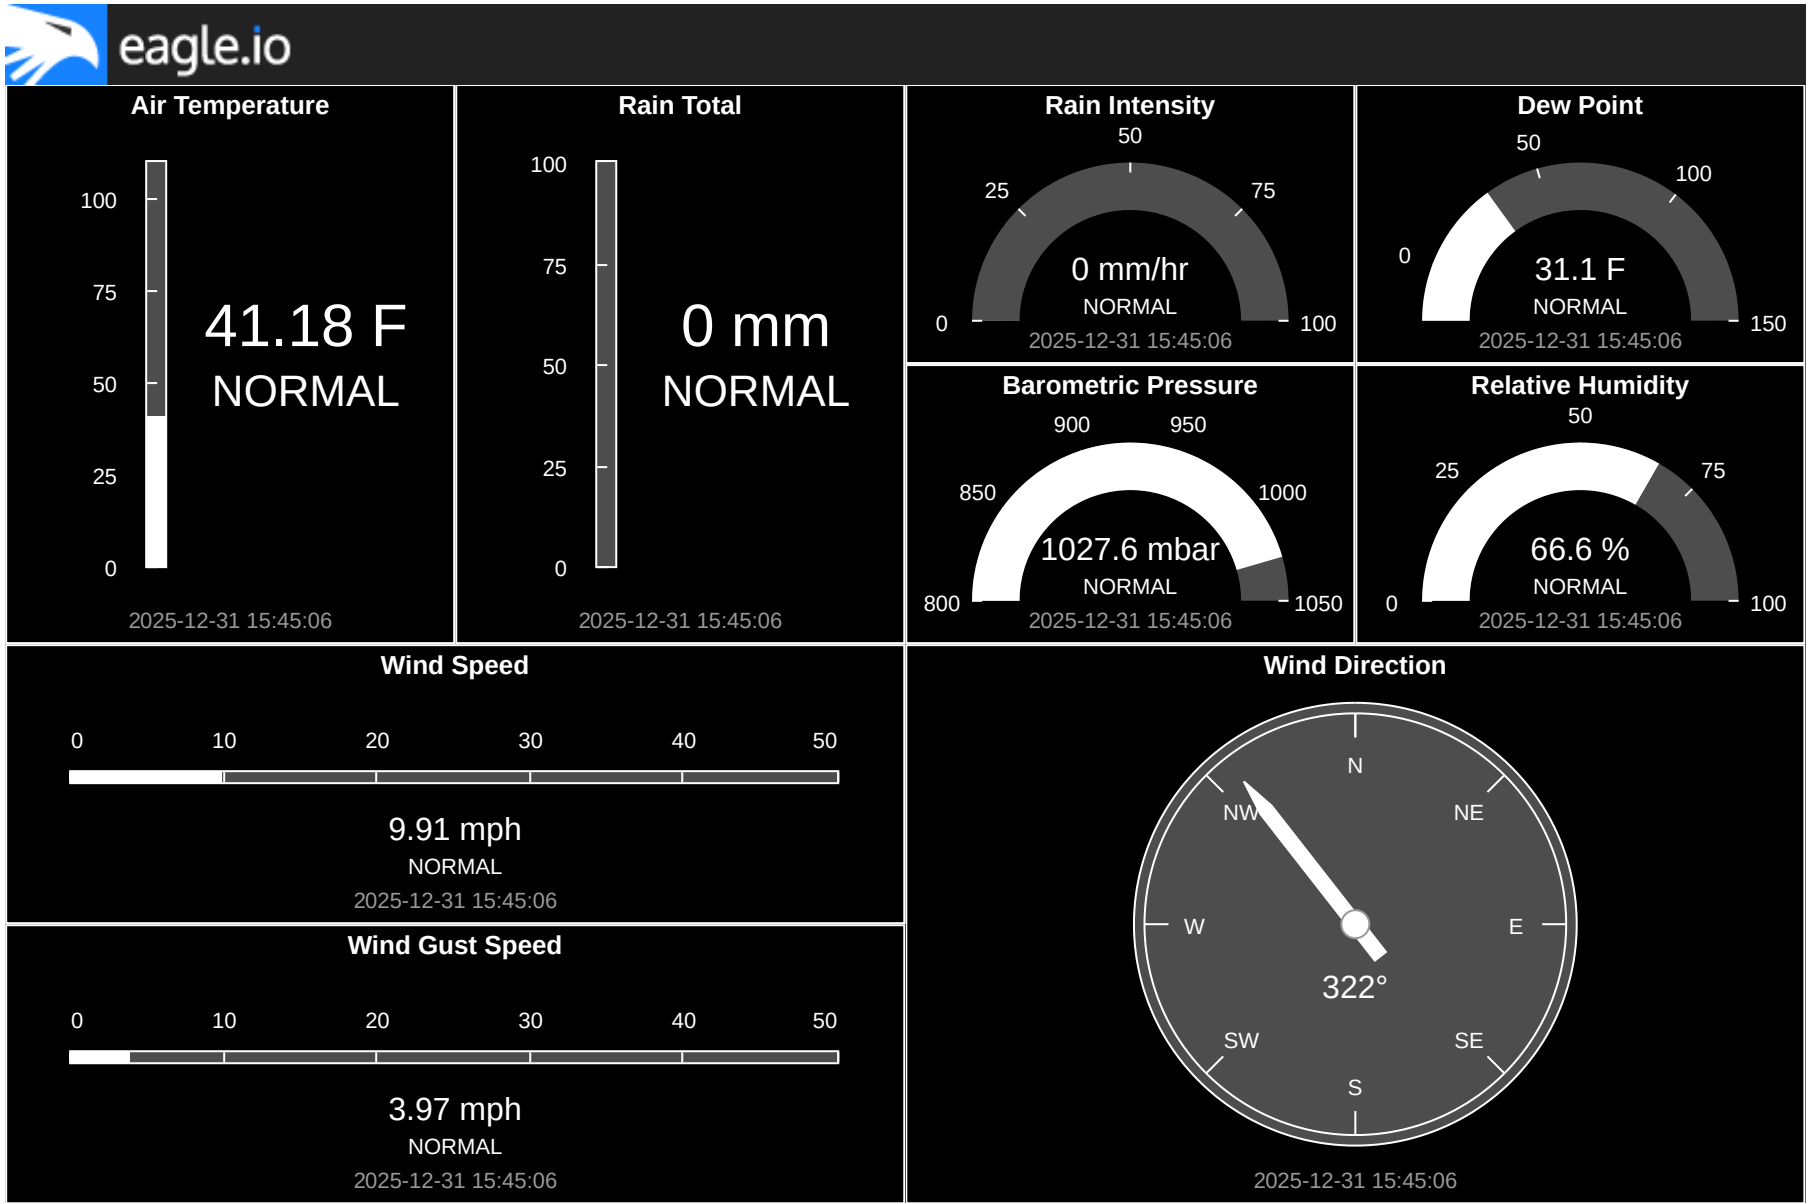 eagle.io
Air Temperature
100
75
50
25
0
41.18 F
NORMAL
2025-12-31 15:45:06
Rain Total
100
75
50
25
0
0 mm
NORMAL
2025-12-31 15:45:06
Rain Intensity
50
25
75
0
100
0 mm/hr
NORMAL
2025-12-31 15:45:06
Dew Point
50
100
0
150
31.1 F
NORMAL
2025-12-31 15:45:06
Barometric Pressure
900
950
850
1000
800
1050
1027.6 mbar
NORMAL
2025-12-31 15:45:06
Relative Humidity
50
25
75
0
100
66.6 %
NORMAL
2025-12-31 15:45:06
Wind Speed
0 10 20 30 40 50
9.91 mph
NORMAL
2025-12-31 15:45:06
Wind Gust Speed
0 10 20 30 40 50
3.97 mph
NORMAL
2025-12-31 15:45:06
Wind Direction
N
NW
NE
W
E
322°
SW
SE
S
2025-12-31 15:45:06